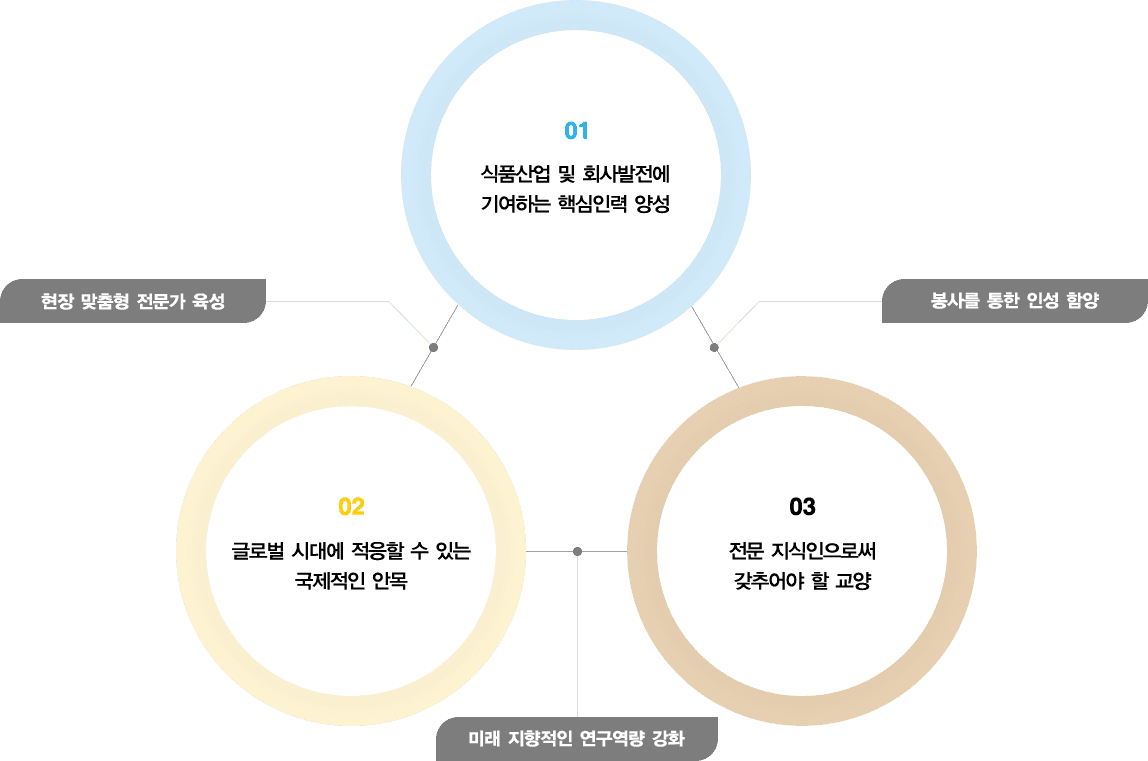 01
식품산업 및 회사발전에
기여하는 핵심인력 양성
현장 맞춤형 전문가 육성
봉사를 통한 인성 함양
02
글로벌 시대에 적응할 수 있는
국제적인 안목
03
전문 지식인으로써
갖추어야 할 교양
미래 지향적인 연구역량 강화